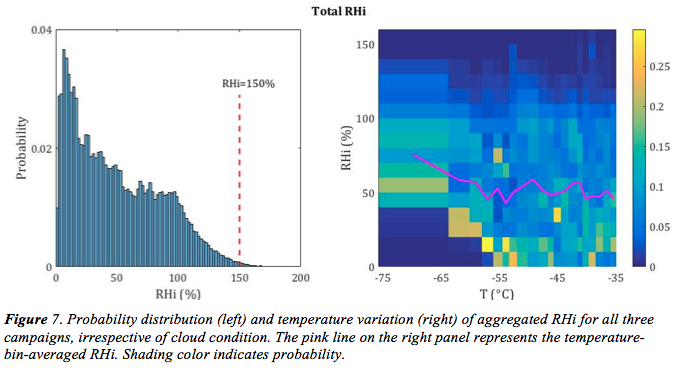 Total RHi
0.04
0.02
0
Probability
RHi=150%
0
50
100
150
200
RHi (%)
150
100
50
0
RHi (%)
-75
-65
-55
-45
-35
T (°C)
0.25
0.2
0.15
0.1
0.05
0
Figure 7. Probability distribution (left) and temperature variation (right) of aggregated RHi for all three
campaigns, irrespective of cloud condition. The pink line on the right panel represents the temperature-
bin-averaged RHi. Shading color indicates probability.